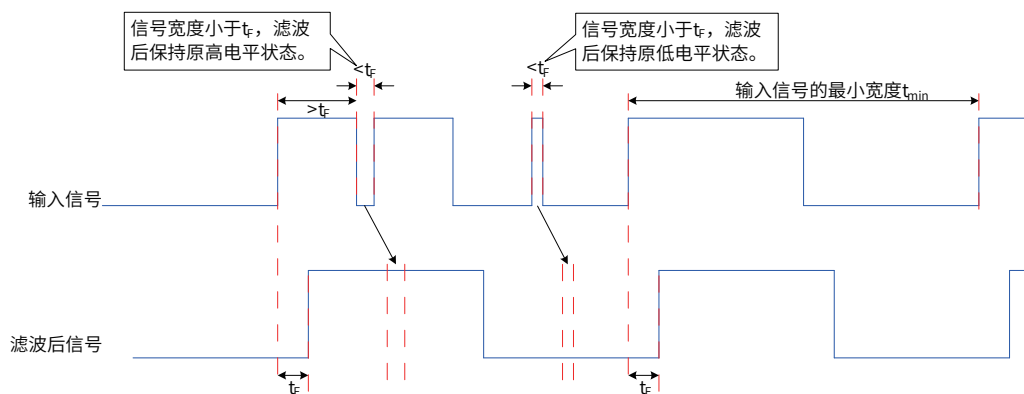 信号宽度小于tF，滤波
后保持原高电平状态。
信号宽度小于tF，滤波
后保持原低电平状态。
<tF
<tF
>tF
输入信号的最小宽度tmin
输入信号
滤波后信号
tF
tF